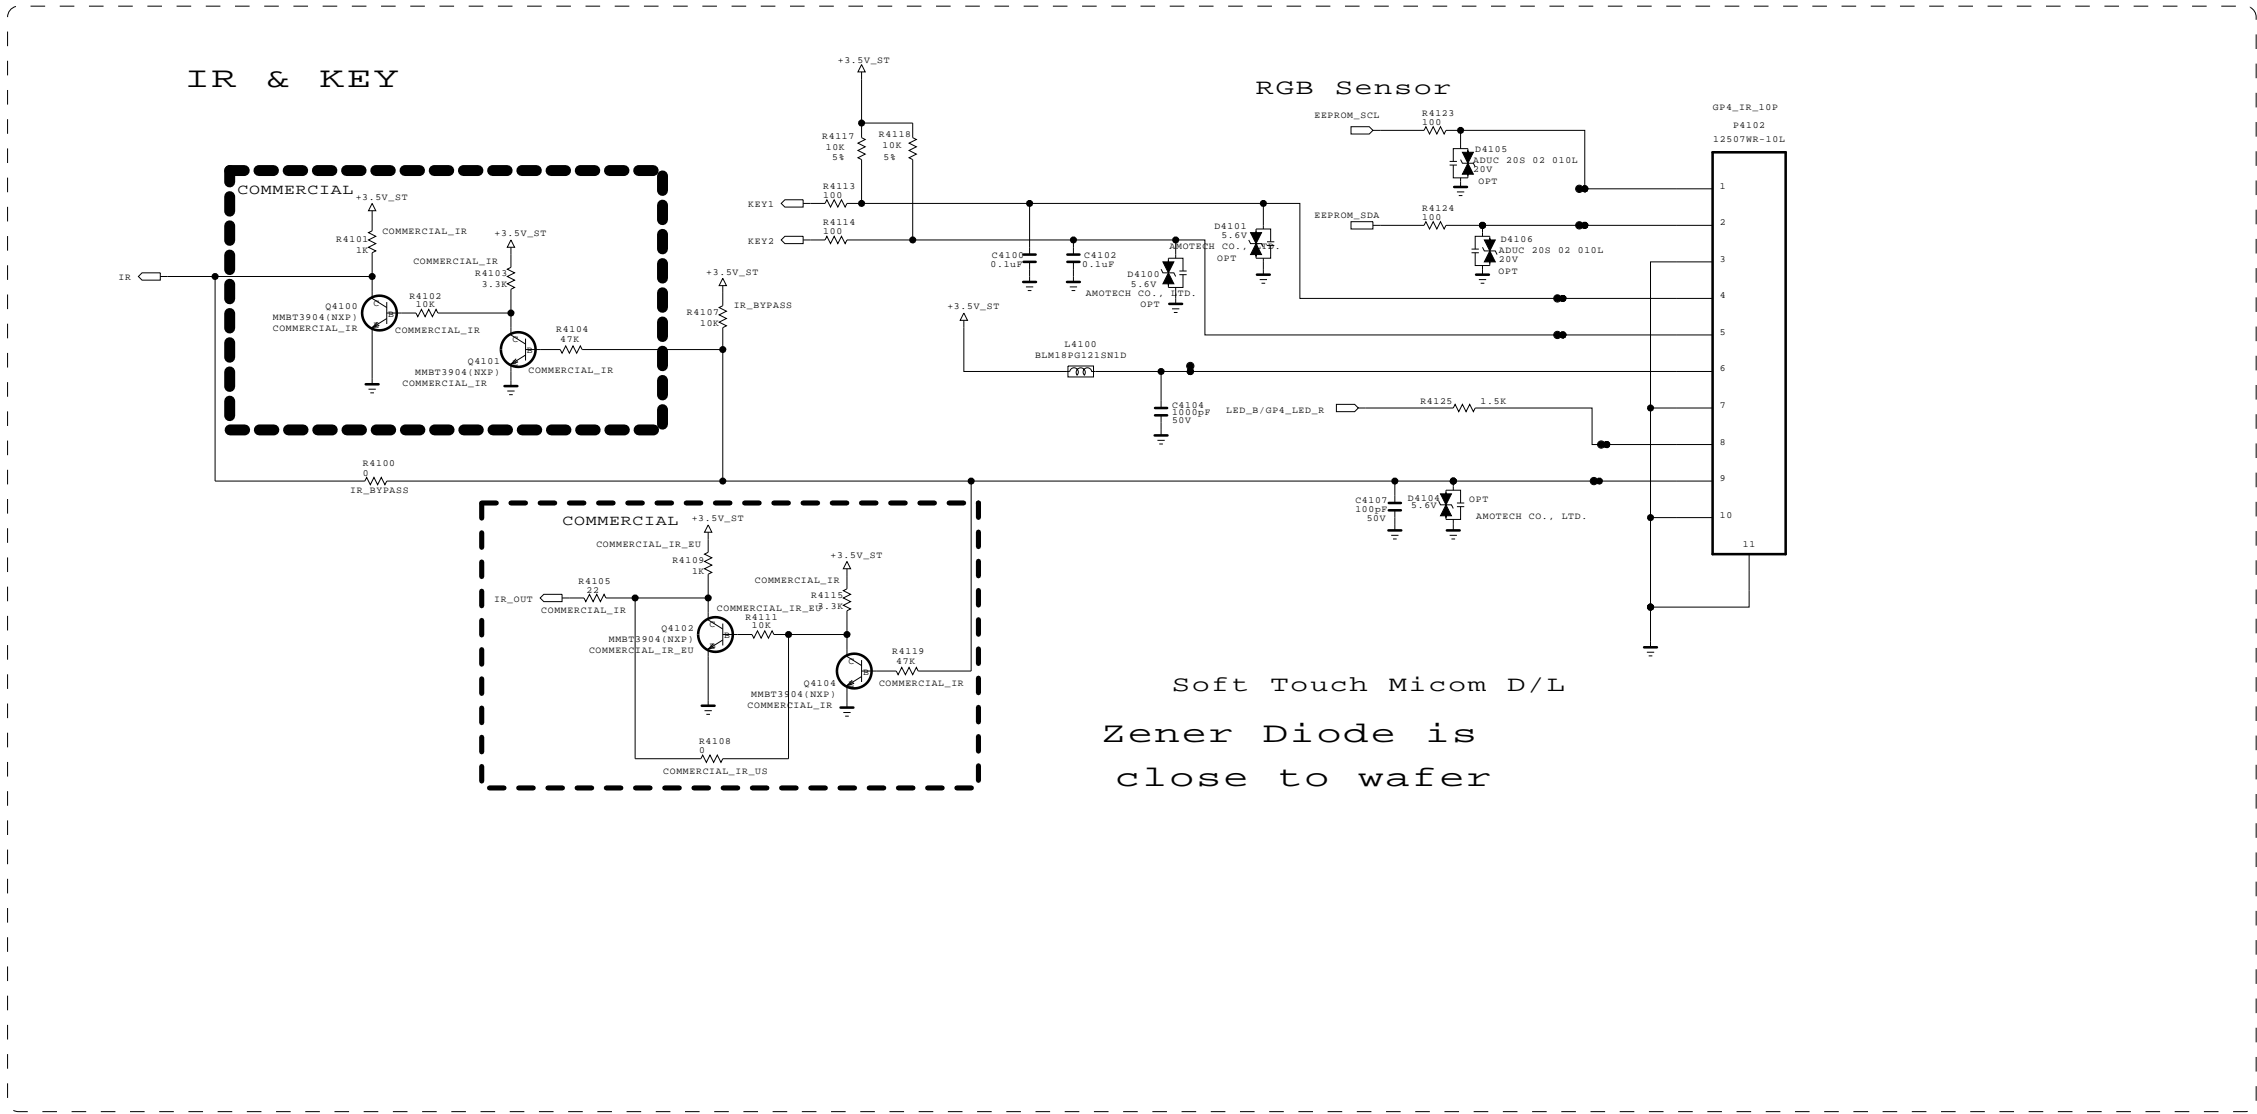 IR & KEY
COMMERCIAL
+3.5V_ST
R4101
1K
COMMERCIAL_IR
+3.5V_ST
COMMERCIAL_IR
R4103
3.3K
IR
Q4100
MMBT3904(NXP)
COMMERCIAL_IR
C
B
E
R4102
10K
COMMERCIAL_IR
Q4101
MMBT3904(NXP)
COMMERCIAL_IR
C
B
E
R4104
47K
COMMERCIAL_IR
+3.5V_ST
IR_BYPASS
R4107
10K
R4100
0
IR_BYPASS
+3.5V_ST
R4117
10K
5%
R4118
10K
5%
R4113
100
KEY1
R4114
100
KEY2
C4100
0.1uF
C4102
0.1uF
D4100
5.6V
AMOTECH CO., LTD.
OPT
D4101
5.6V
AMOTECH CO., LTD.
OPT
+3.5V_ST
L4100
BLM18PG121SN1D
C4104
1000pF
50V
RGB Sensor
EEPROM_SCL
R4123
100
D4105
ADUC 20S 02 010L
20V
OPT
EEPROM_SDA
R4124
100
D4106
ADUC 20S 02 010L
20V
OPT
LED_B/GP4_LED_R
R4125
1.5K
C4107
100pF
50V
D4104
5.6V
OPT
AMOTECH CO., LTD.
GP4_IR_10P
P4102
12507WR-10L
1
2
3
4
5
6
7
8
9
10
11
COMMERCIAL
+3.5V_ST
COMMERCIAL_IR_EU
R4109
1K
+3.5V_ST
COMMERCIAL_IR
R4115
3.3K
IR_OUT
R4105
22
COMMERCIAL_IR
COMMERCIAL_IR_EU
R4111
10K
Q4102
MMBT3904(NXP)
COMMERCIAL_IR_EU
C
B
E
Q4104
MMBT3904(NXP)
COMMERCIAL_IR
C
B
E
R4119
47K
COMMERCIAL_IR
R4108
0
COMMERCIAL_IR_US
Soft Touch Micom D/L
Zener Diode is
close to wafer